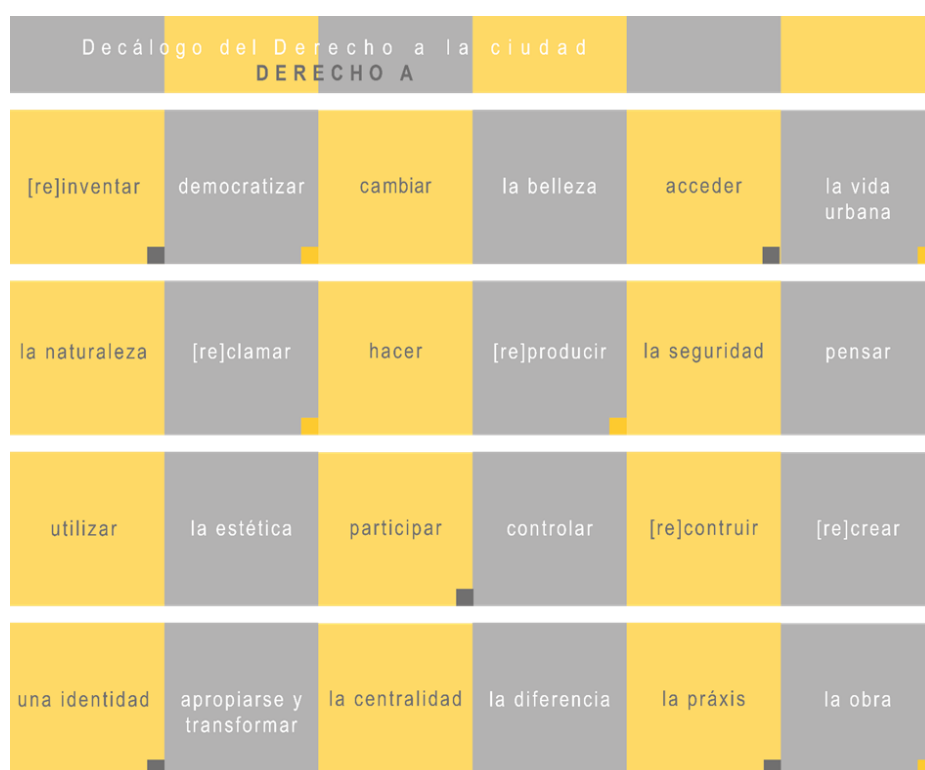 Decálogo del Derecho a la ciudad
DERECHO A
[re]inventar
democratizar
cambiar
la belleza
acceder
la vida
urbana
la naturaleza
[re]clamar
hacer
[re]producir
la seguridad
pensar
utilizar
la estética
participar
controlar
[re]contruir
[re]crear
una identidad
apropiarse y
transformar
la centralidad
la diferencia
la práxis
la obra